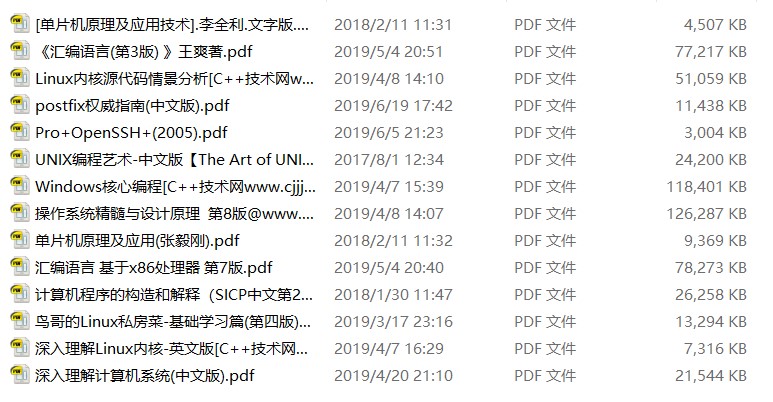 [单片机原理及应用技术].李全利.文字版.... 2018/2/11 11:31 PDF 文件 4,507 KB
《汇编语言(第3版) 》王爽著.pdf 2019/5/4 20:51 PDF 文件 77,217 KB
Linux内核源代码情景分析[C++技术网w... 2019/4/8 14:10 PDF 文件 51,059 KB
postfix权威指南(中文版).pdf 2019/6/19 17:42 PDF 文件 11,438 KB
Pro+OpenSSH+(2005).pdf 2019/6/5 21:23 PDF 文件 3,004 KB
UNIX编程艺术-中文版【The Art of UNI... 2017/8/1 12:34 PDF 文件 24,200 KB
Windows核心编程[C++技术网www.cjjj... 2019/4/7 15:39 PDF 文件 118,401 KB
操作系统精髓与设计原理 第8版@www.... 2019/4/8 14:07 PDF 文件 126,287 KB
单片机原理及应用(张毅刚).pdf 2018/2/11 11:32 PDF 文件 9,369 KB
汇编语言 基于x86处理器 第7版.pdf 2019/5/4 20:40 PDF 文件 78,273 KB
计算机程序的构造和解释（SICP中文第2... 2018/1/30 11:47 PDF 文件 26,258 KB
鸟哥的Linux私房菜-基础学习篇(第四版)... 2019/3/17 23:16 PDF 文件 13,294 KB
深入理解Linux内核-英文版[C++技术网... 2019/4/7 16:29 PDF 文件 7,316 KB
深入理解计算机系统(中文版).pdf 2019/4/20 21:10 PDF 文件 21,544 KB